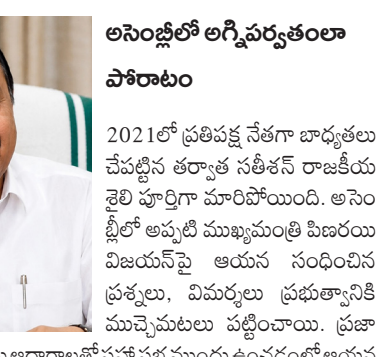 అసెంబ్లీలో అగ్నిపర్వతంలా
పోరాటం
2021లో ప్రతిపక్ష నేతగా బాధ్యతలు
చేపట్టిన తర్వాత సతీశన్ రాజకీయ
శైలి పూర్తిగా మారిపోయింది. అసెం
బ్లీలో అప్పటి ముఖ్యమంత్రి పిణరయి
విజయన్‌పై ఆయన సంధించిన
ప్రశ్నలు, విమర్శలు ప్రభుత్వానికి
ముచ్చెమటలు పట్టించాయి. ప్రజా